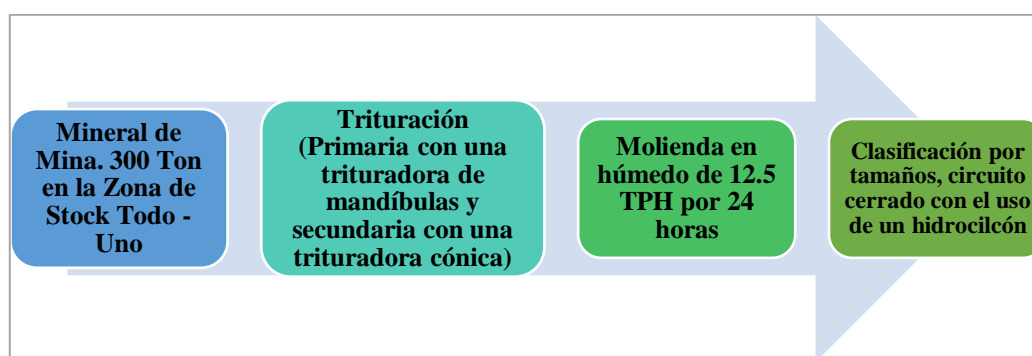 Mineral de
Mina. 300 Ton
en la Zona de
Stock Todo -
Uno
Trituración
(Primaria con una
trituradora de
mandíbulas y
secundaria con una
trituradora cónica)
Molienda en
húmedo de 12.5
TPH por 24
horas
Clasificación por
tamaños, circuito
cerrado con el uso
de un hidrocilcón